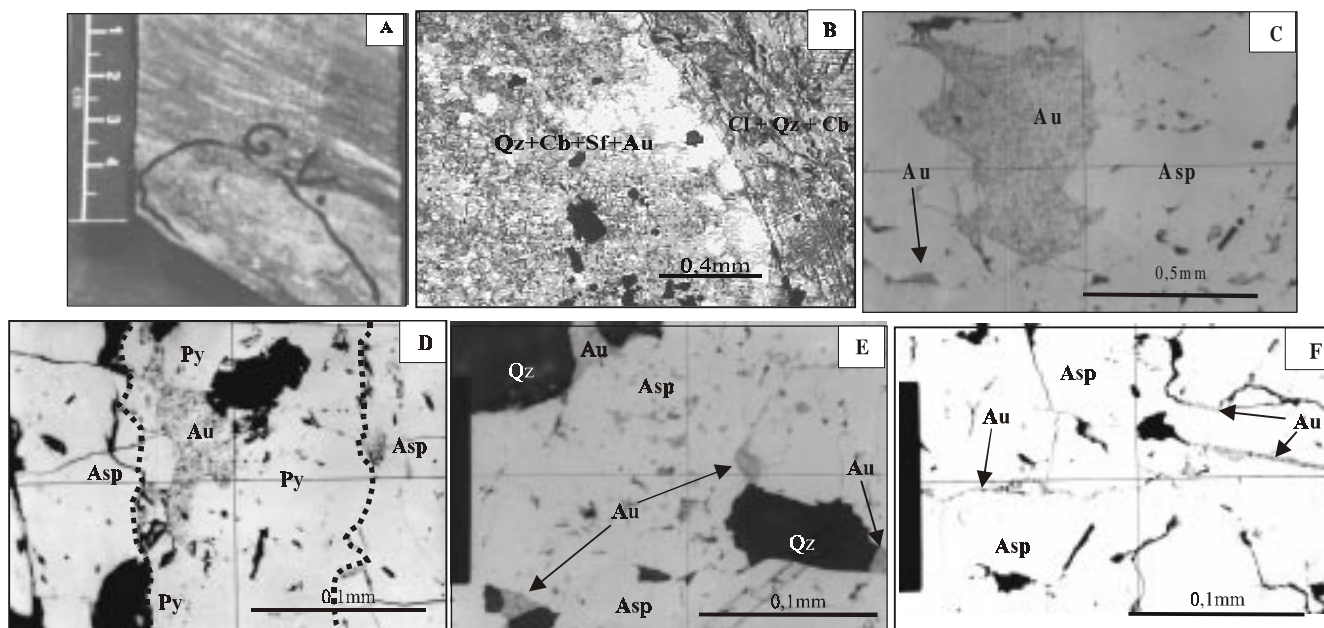 A
1
2
3
4
B
Qz+Cb+Sf+Au
Cl + Qz + Cb
0,4mm
C
Au
Au
Asp
0,5mm
D
Py
Au
Asp
Asp
Py
Py
0,1mm
E
Au
Qz
Asp
Au
Au
Qz
Asp
0,1mm
F
Asp
Au
Au
Asp
0,1mm